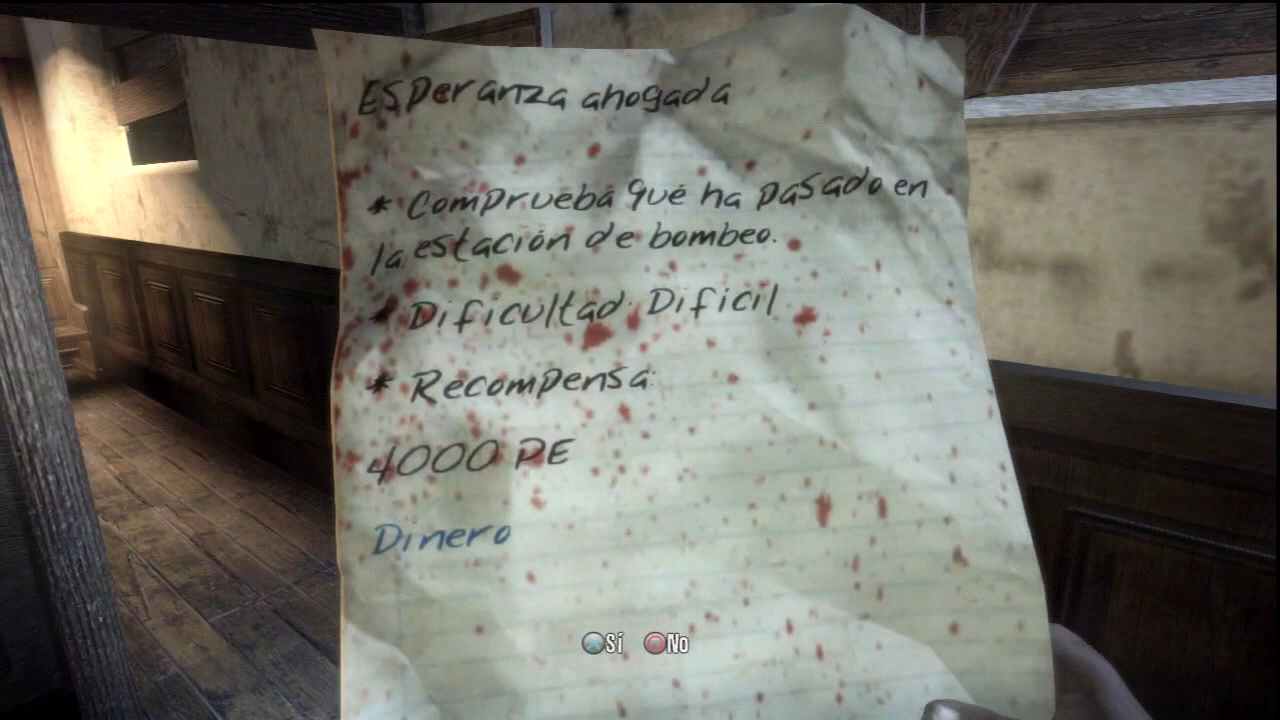 Esperanza ahogada
* Comprueba qué ha pasado en
la estación de bombeo.
* Dificultad: Difícil
* Recompensa:
4000 PE
Dinero
Sí No